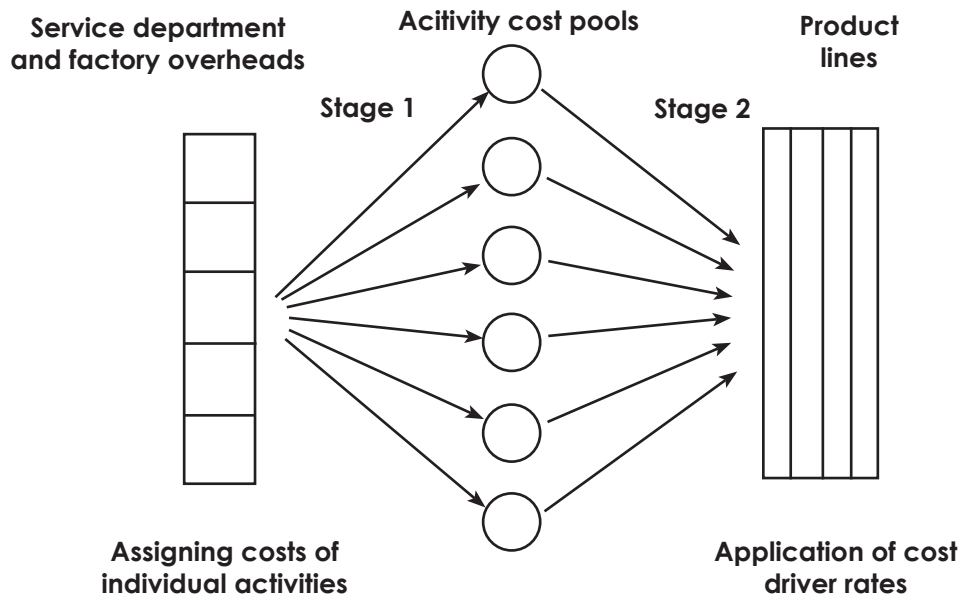 Service department
and factory overheads
Acitivity cost pools
Product
lines
Stage 1
Stage 2
Assigning costs of
individual activities
Application of cost
driver rates